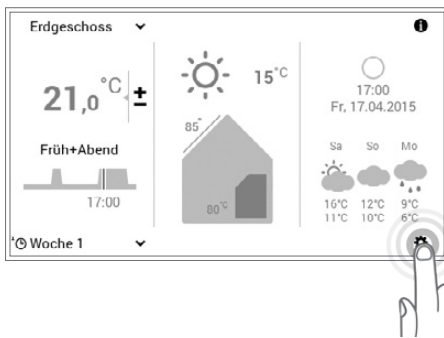 Erdgeschoss
21,0 °C ±
Früh+Abend
17:00
Woche 1
15°C
85°
80°C
17:00
Fr, 17.04.2015
Sa So Mo
16°C 12°C 9°C
11°C 10°C 6°C